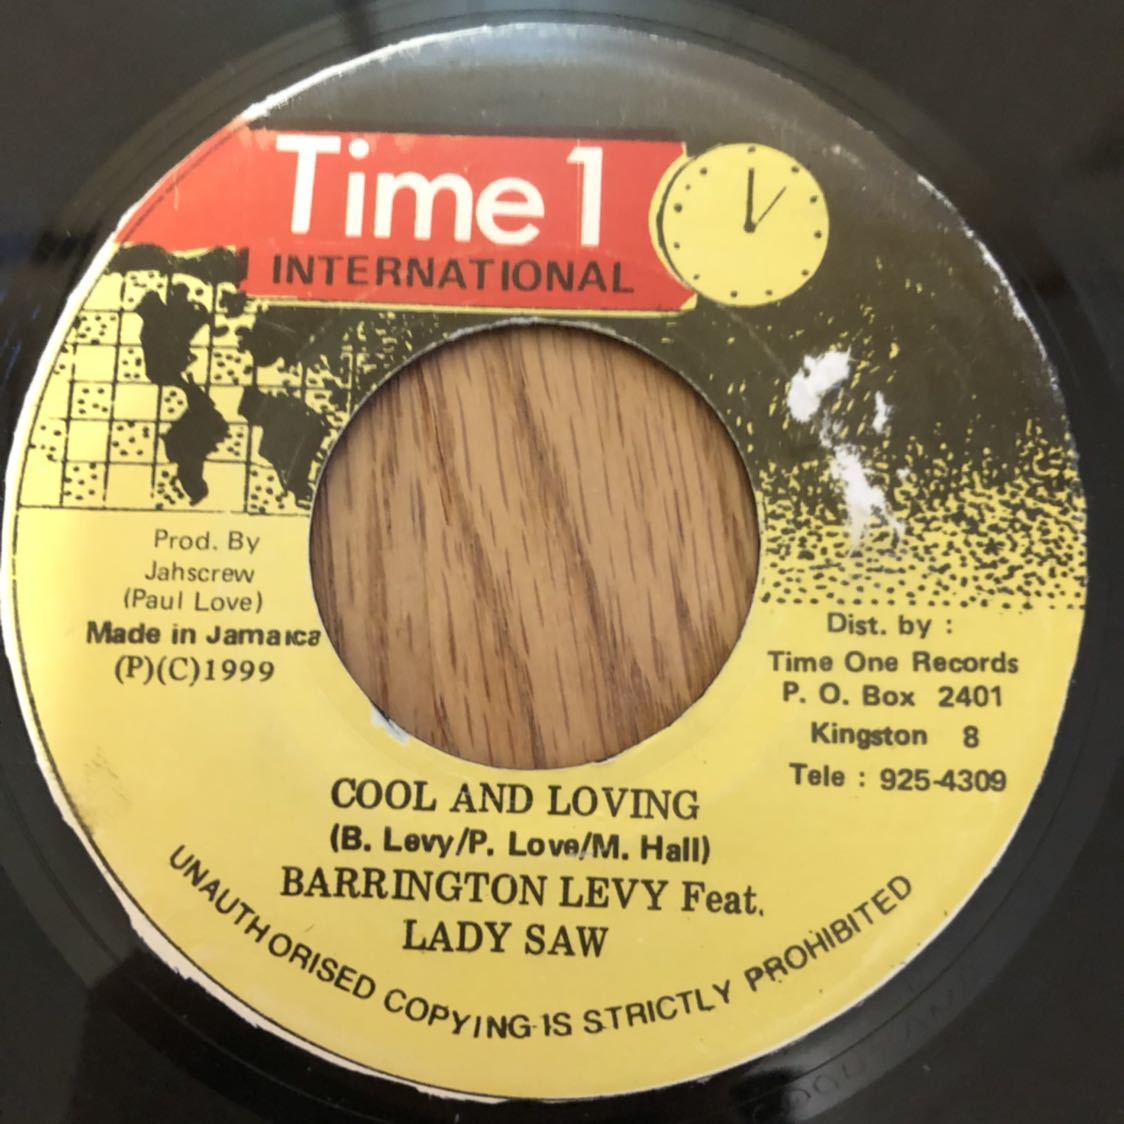 Time 1
INTERNATIONAL
Prod. By
Jahscrew
(Paul Love)
Made in Jamaica
(P)(C)1999
Dist. by :
Time One Records
P. O. Box 2401
Kingston 8
Tele : 925-4309
COOL AND LOVING
(B. Levy/P. Love/M. Hall)
BARRINGTON LEVY Feat.
LADY SAW
UNAUTHORISED COPYING IS STRICTLY PROHIBITED